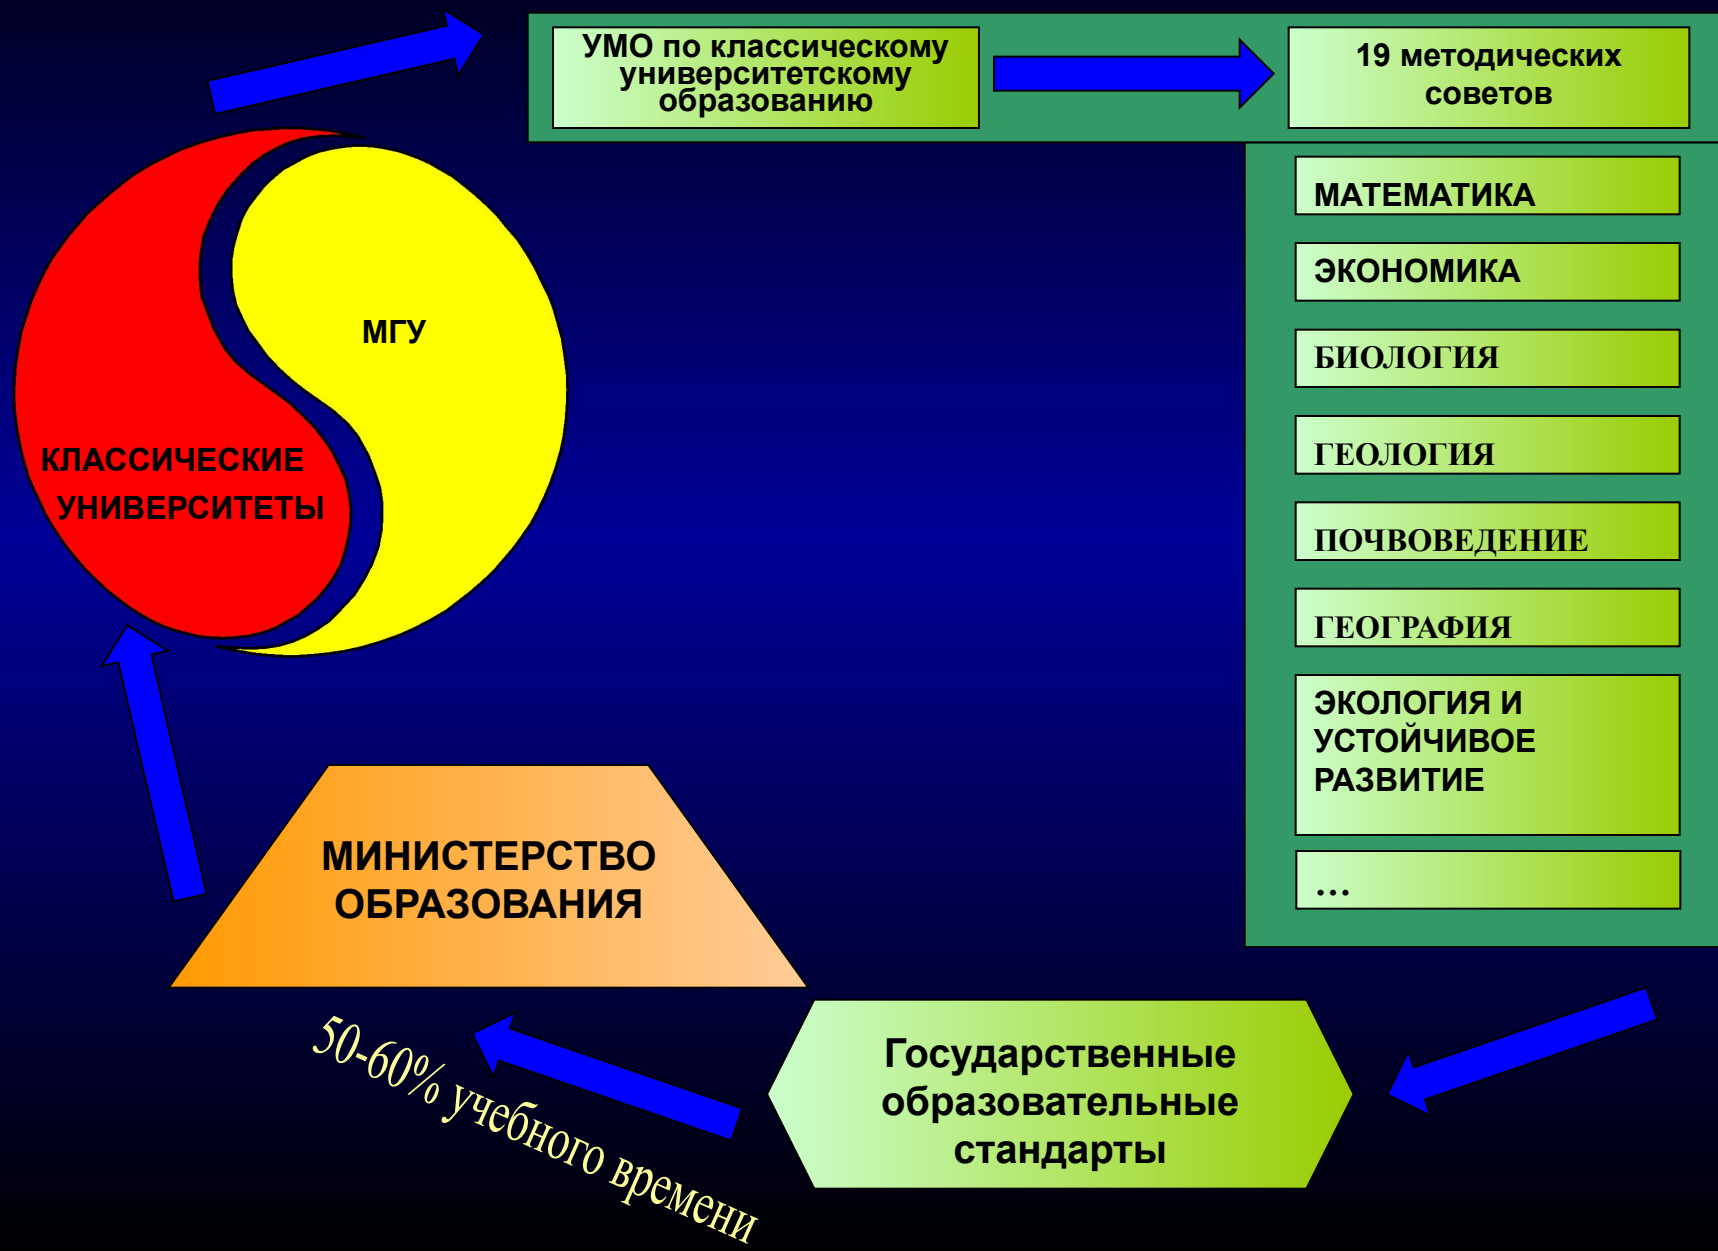 УМО по классическому
университетскому
образованию
19 методических
советов
МАТЕМАТИКА
ЭКОНОМИКА
БИОЛОГИЯ
ГЕОЛОГИЯ
ПОЧВОВЕДЕНИЕ
ГЕОГРАФИЯ
ЭКОЛОГИЯ И
УСТОЙЧИВОЕ
РАЗВИТИЕ
...
МГУ
КЛАССИЧЕСКИЕ
УНИВЕРСИТЕТЫ
МИНИСТЕРСТВО
ОБРАЗОВАНИЯ
50-60% учебного времени
Государственные
образовательные
стандарты